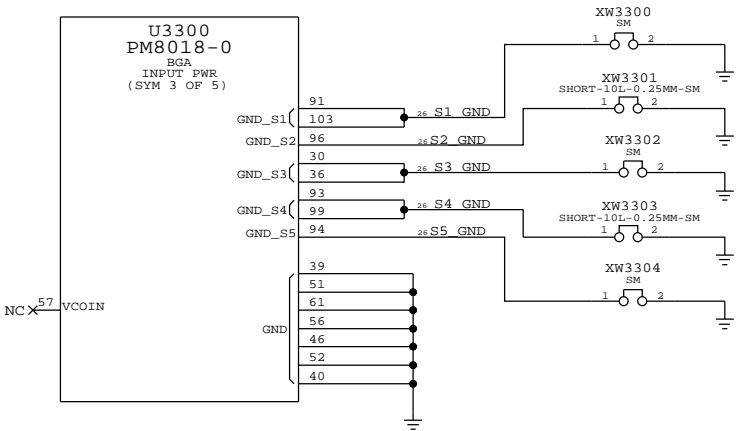 U3300
PM8018-0
BGA
INPUT PWR
(SYM 3 OF 5)
XW3300
SM
1 2
91
GND_S1 103
26 S1_GND
GND_S2 96
26 S2_GND
XW3301
SHORT-10L-0.25MM-SM
1 2
30
GND_S3 36
26 S3_GND
XW3302
SM
1 2
93
GND_S4 99
26 S4_GND
XW3303
SHORT-10L-0.25MM-SM
1 2
GND_S5 94
26 S5_GND
XW3304
SM
1 2
39
51
61
GND 56
46
52
40
NC 57 VCOIN